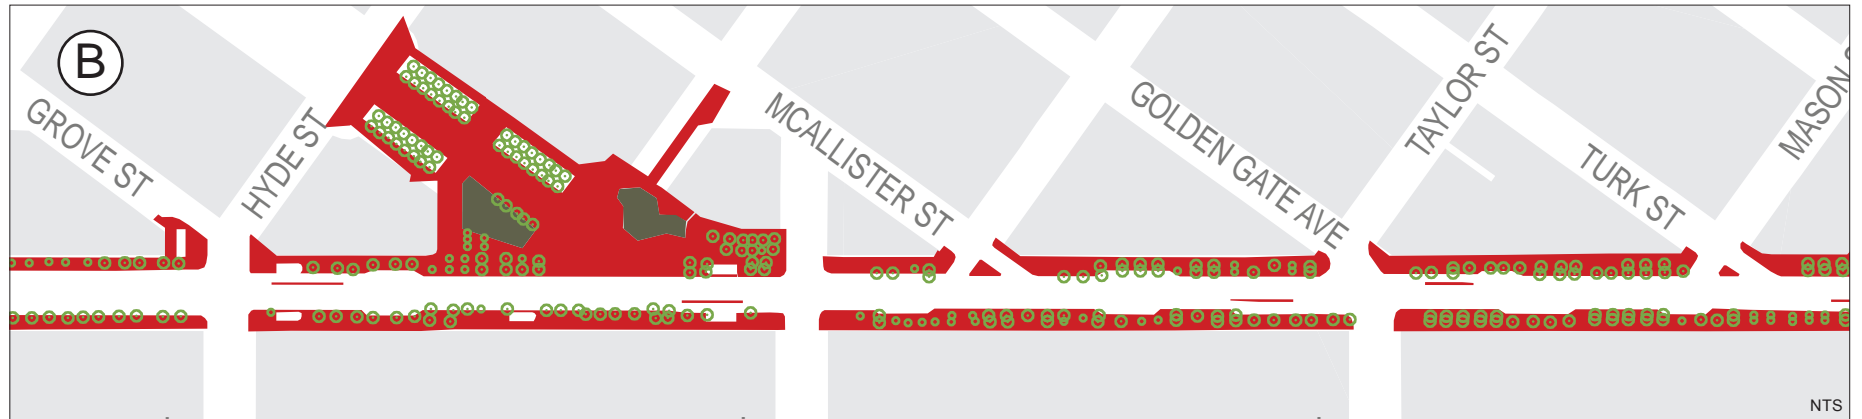 B
GROVE ST
HYDE ST
MCALLISTER ST
GOLDEN GATE AVE
TAYLOR ST
TURK ST
MASON
NTS